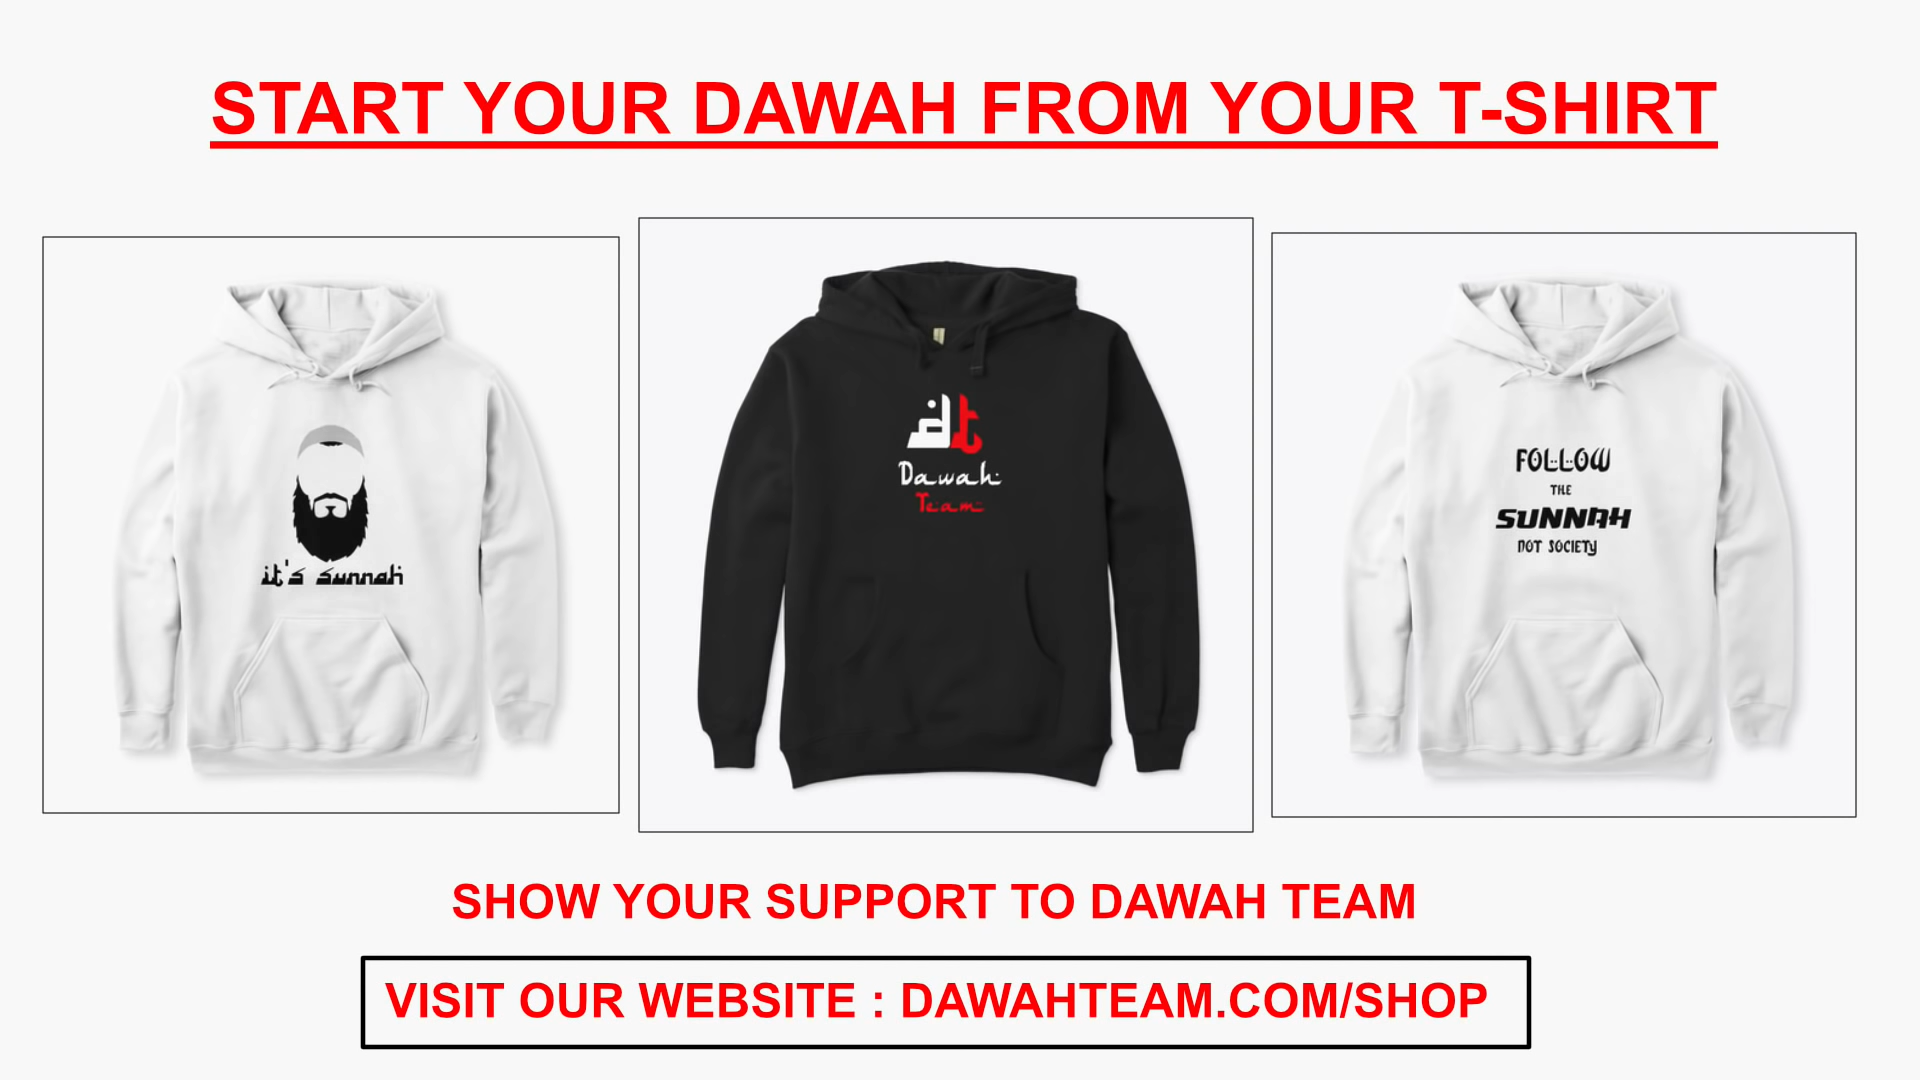 START YOUR DAWAH FROM YOUR T-SHIRT
it's sunnah
dt
Dawah
Team
FOLLOW
THE
SUNNAH
NOT SOCIETY
SHOW YOUR SUPPORT TO DAWAH TEAM
VISIT OUR WEBSITE : DAWAHTEAM.COM/SHOP